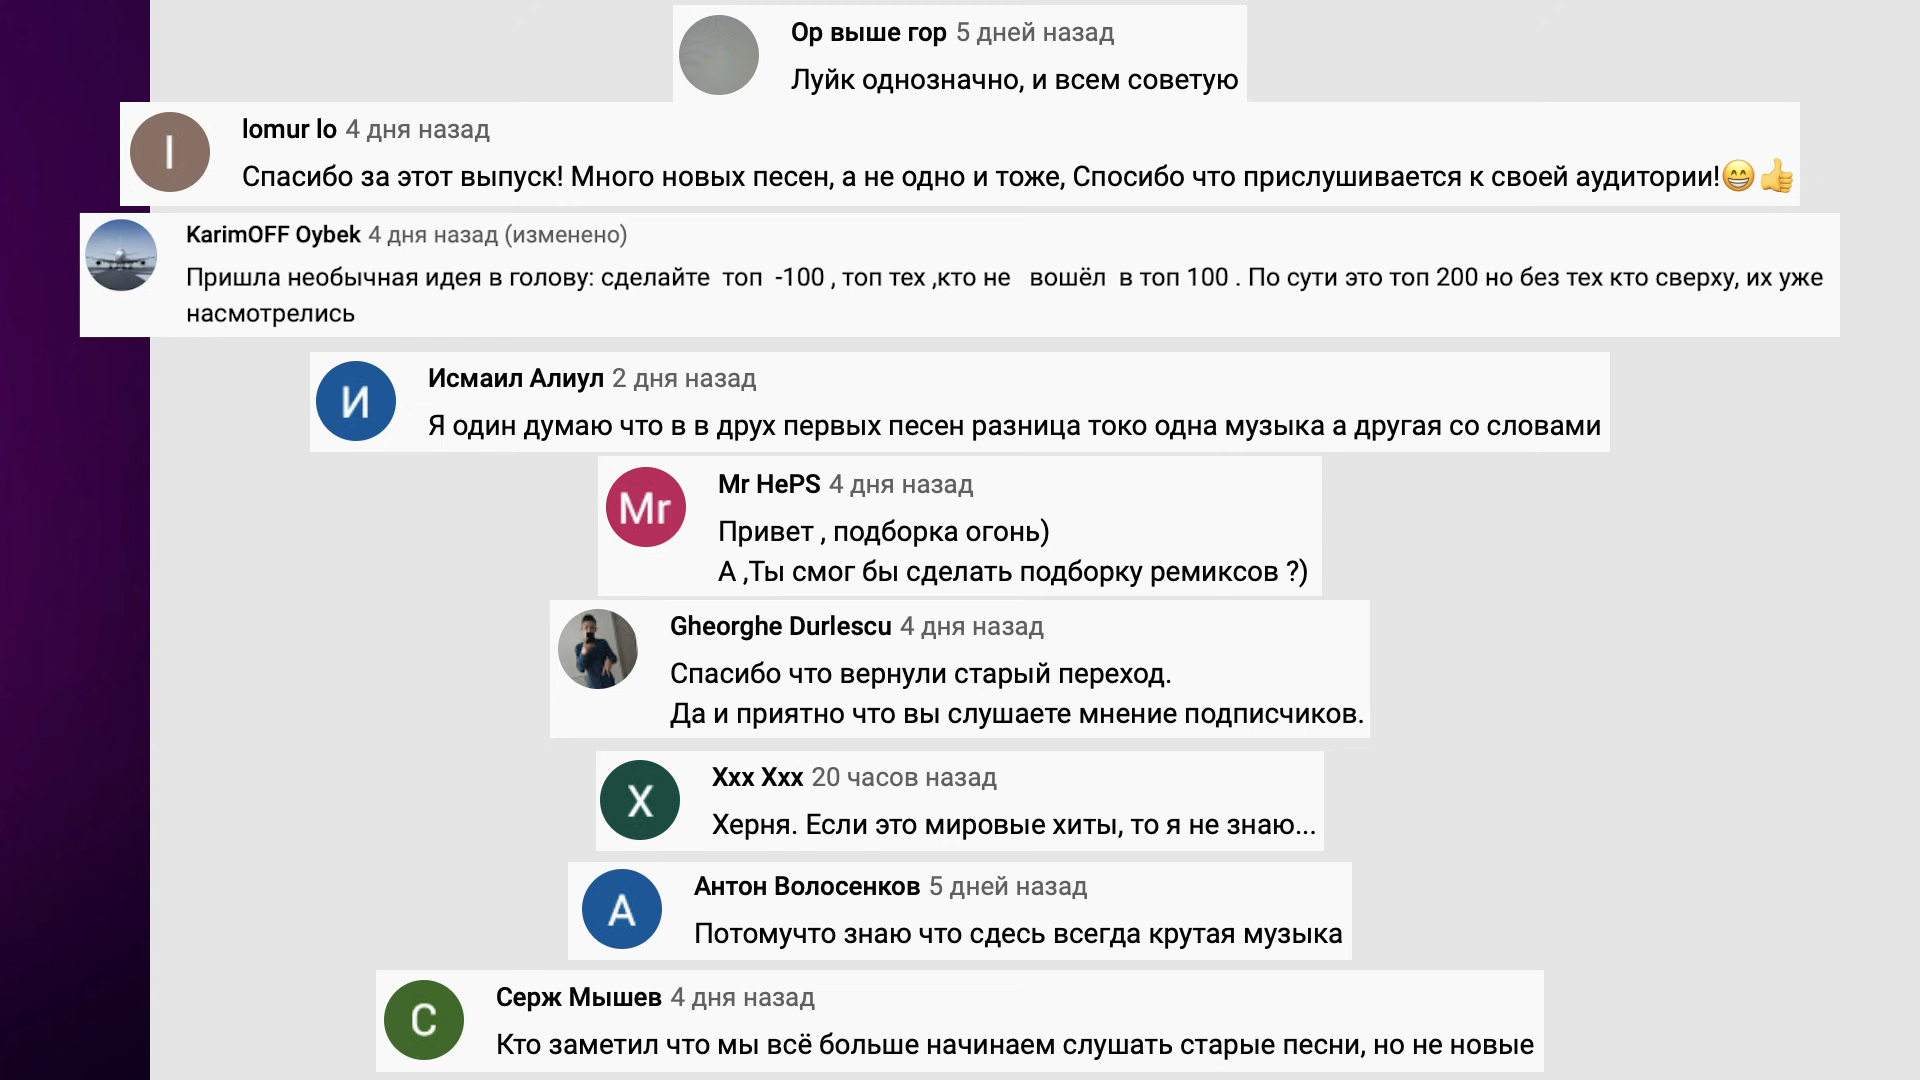 Ор выше гор 5 дней назад
Луйк однозначно, и всем советую
I
lomur lo 4 дня назад
Спасибо за этот выпуск! Много новых песен, а не одно и тоже, Спосибо что прислушивается к своей аудитории!😁👍
KarimOFF Oybek 4 дня назад (изменено)
Пришла необычная идея в голову: сделайте топ -100 , топ тех ,кто не вошёл в топ 100 . По сути это топ 200 но без тех кто сверху, их уже
насмотрелись
И
Исмаил Алиул 2 дня назад
Я один думаю что в в друх первых песен разница токо одна музыка а другая со словами
Mr
Mr HePS 4 дня назад
Привет , подборка огонь)
А ,Ты смог бы сделать подборку ремиксов ?)
Gheorghe Durlescu 4 дня назад
Спасибо что вернули старый переход.
Да и приятно что вы слушаете мнение подписчиков.
X
Xxx Xxx 20 часов назад
Херня. Если это мировые хиты, то я не знаю...
А
Антон Волосенков 5 дней назад
Потомучто знаю что сдесь всегда крутая музыка
С
Серж Мышев 4 дня назад
Кто заметил что мы всё больше начинаем слушать старые песни, но не новые